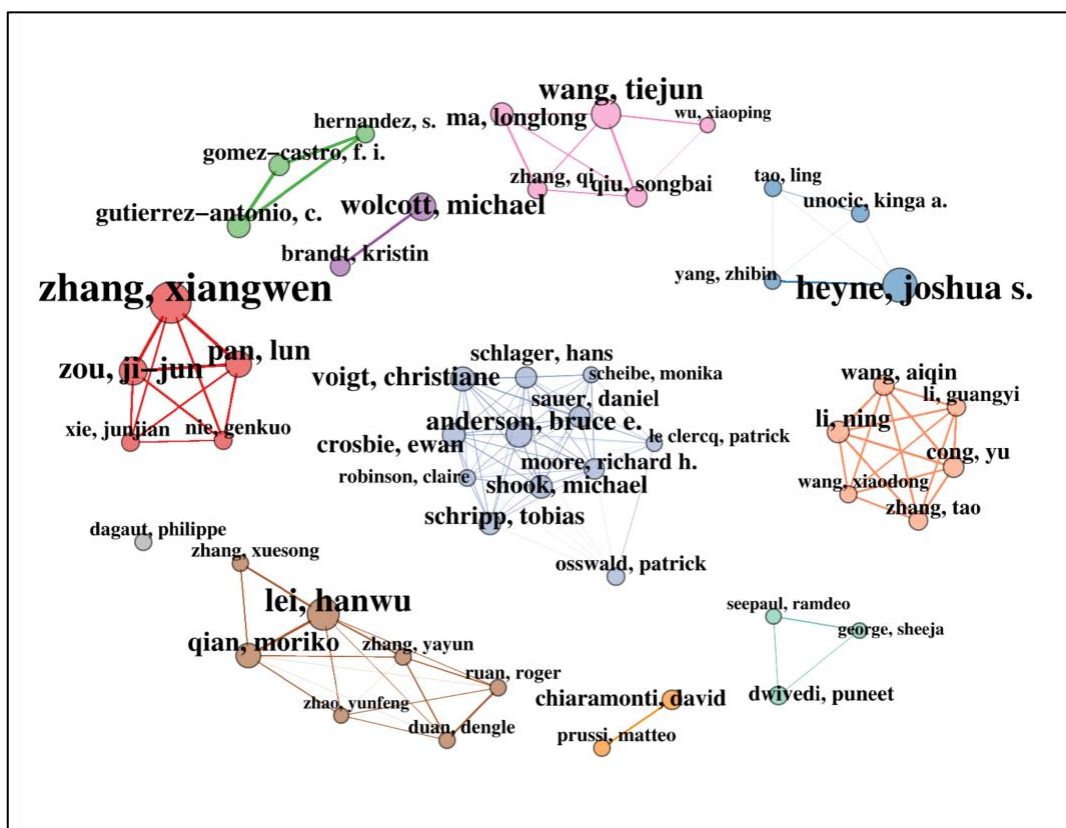 wang, tiejun
wu, xiaoping
ma, longlong
hernandez, s.
gomez-castro, f. i.
zhang, qi
qiu, songbai
tao, ling
unocic, kinga a.
gutierrez-antonio, c.
wolcott, michael
brandt, kristin
yang, zhibin
heyne, joshua s.
zhang, xiangwen
pan, lun
zou, ji-jun
xie, junjian
nie, genkuo
schlager, hans
scheibe, monika
voigt, christiane
sauer, daniel
anderson, bruce e.
crosbie, ewan
le clercq, patrick
moore, richard h.
robinson, claire
shook, michael
schripp, tobias
osswald, patrick
wang, aiqin
li, guangyi
li, ning
cong, yu
wang, xiaodong
zhang, tao
dagaut, philippe
zhang, xuesong
lei, hanwu
qian, moriko
zhang, yayun
ruan, roger
zhao, yunfeng
duan, dengle
chiaramonti, david
prussi, matteo
seepaul, ramdeo
george, sheeja
dwivedi, puneet